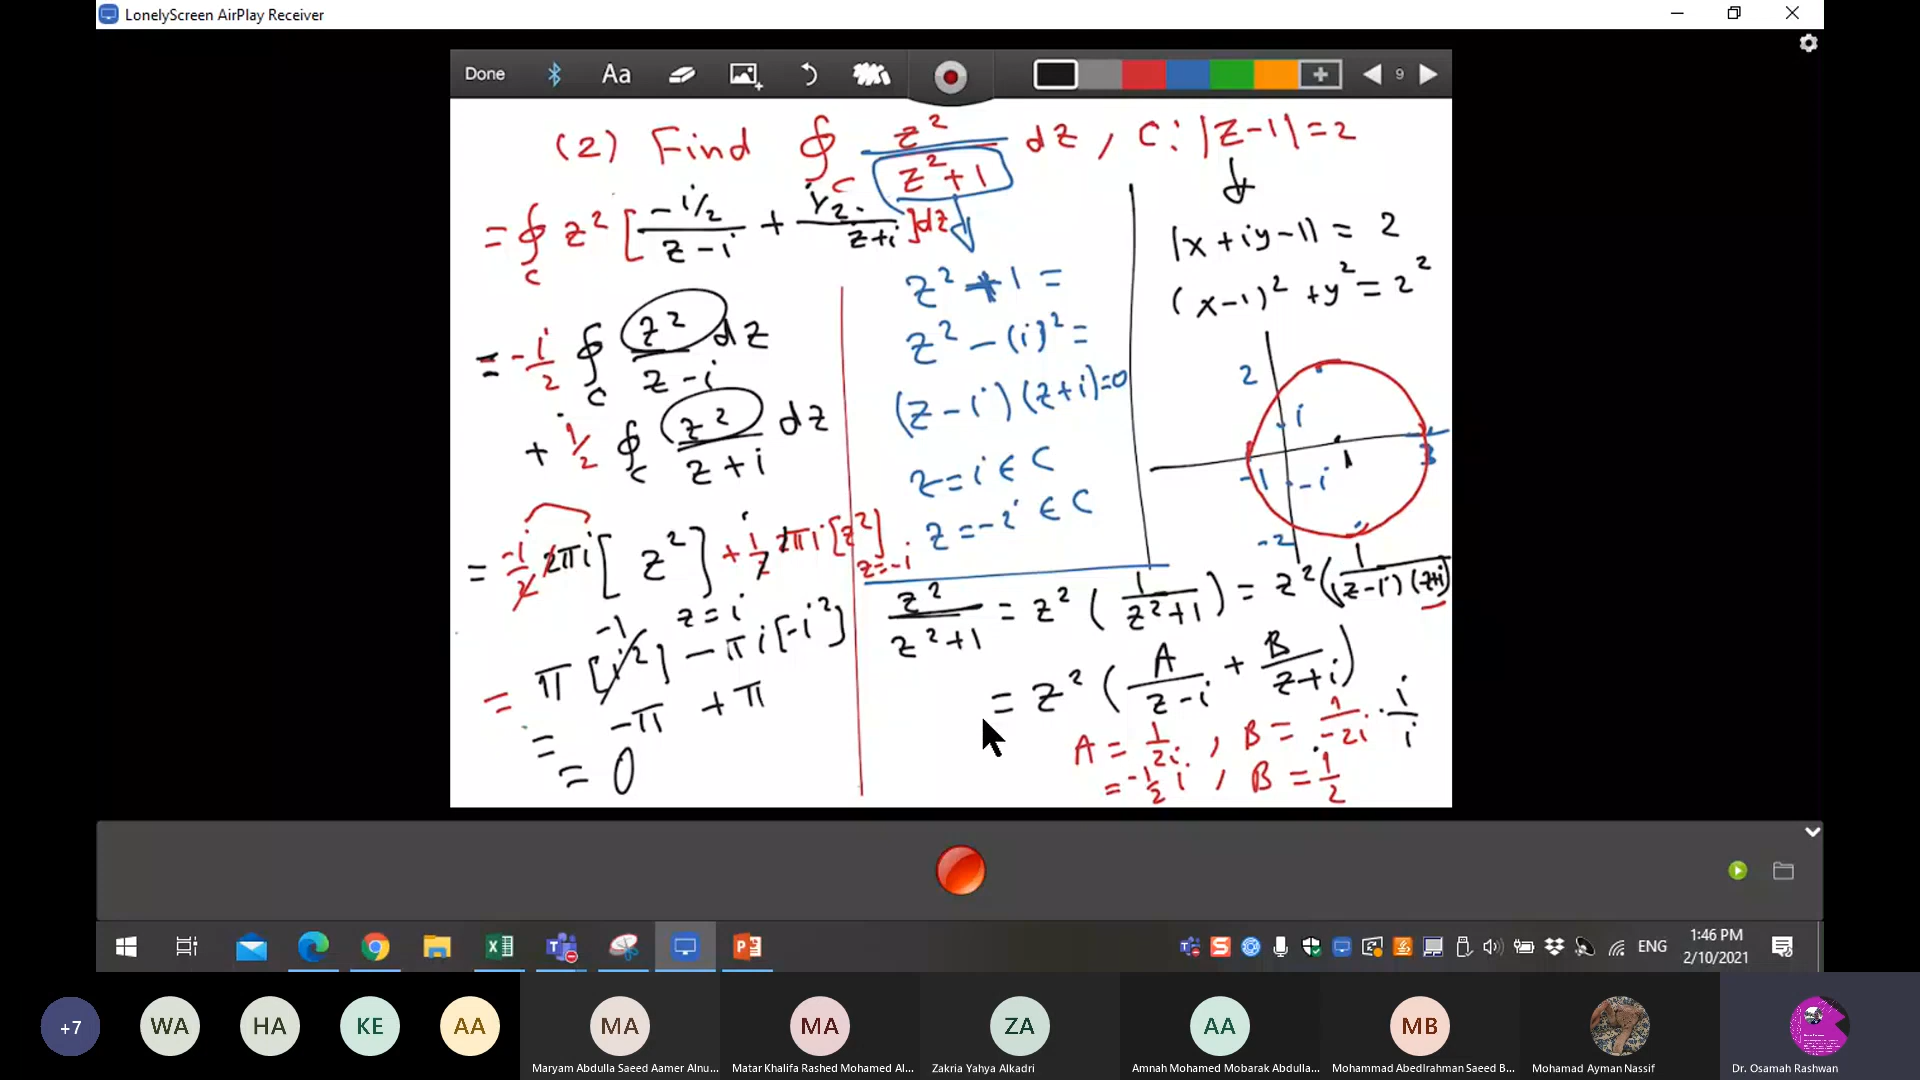 LonelyScreen AirPlay Receiver
Done Aa 9
(2) Find ∮_C z²/(z²+1) dz , C: |z-1|=2
= ∮_C z² [ (-i/2)/(z-i) + (i/2)/(z+i) ] dz
= -i/2 ∮_C z²/(z-i) dz
+ i/2 ∮_C z²/(z+i) dz
= -i/2 2πi [z²]_{z=i} + i/2 2πi [z²]_{z=-i}
= π [i²] -1 - πi [-i²]
= -π + π
= 0
z² + 1 =
z² - (i)² =
(z-i)(z+i)=0
z = i ∈ C
z = -i ∈ C
|x+iy-1| = 2
(x-1)² + y² = 2²
2
i
-1 -i 1 3
-2
z²/(z²+1) = z² (1/(z²+1)) = z² (1/((z-i)(z+i)))
= z² (A/(z-i) + B/(z+i))
A = 1/2i , B = 1/-2i · i/i
= -1/2 i , B = i/2
ENG
1:46 PM
2/10/2021
+7 WA HA KE AA MA MA ZA AA MB
Maryam Abdulla Saeed Aamer Alnu...
Matar Khalifa Rashed Mohamed Al...
Zakria Yahya Alkadri
Amnah Mohamed Mobarak Abdulla...
Mohammad Abedlrahman Saeed B...
Mohamad Ayman Nassif
Dr. Osamah Rashwan